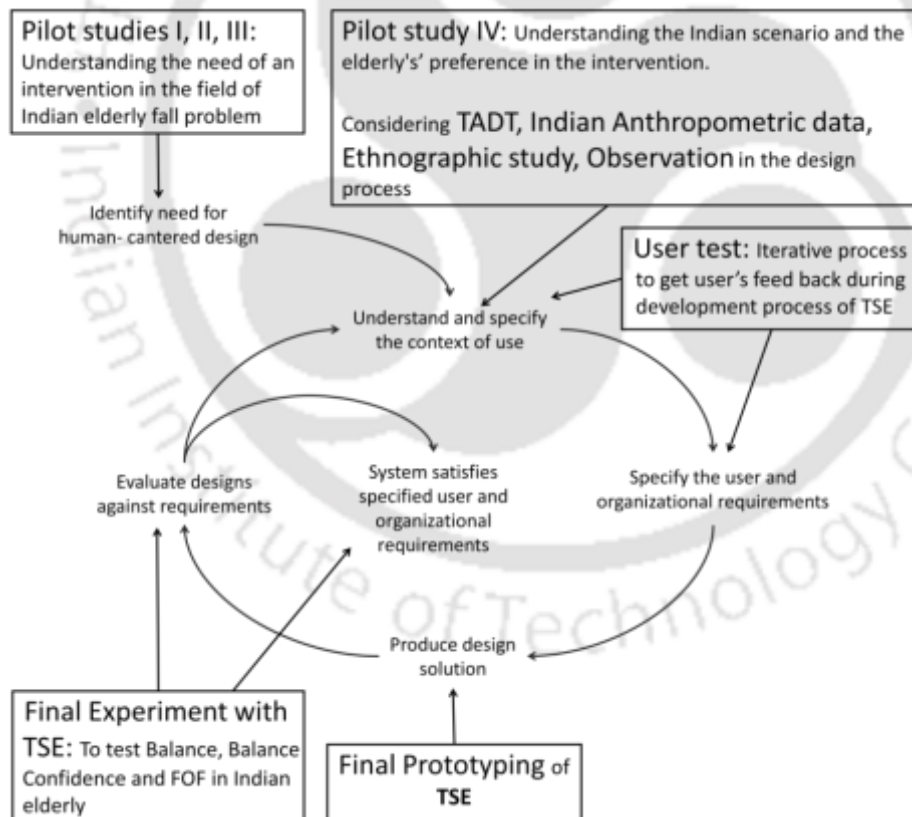 Pilot studies I, II, III:
Understanding the need of an
intervention in the field of
Indian elderly fall problem
Pilot study IV: Understanding the Indian scenario and the
elderly's' preference in the intervention.
Considering TADT, Indian Anthropometric data,
Ethnographic study, Observation in the design
process
Identify need for
human- cantered design
User test: Iterative process
to get user's feed back during
development process of TSE
Understand and specify
the context of use
Evaluate designs
against requirements
System satisfies
specified user and
organizational
requirements
Specify the user and
organizational requirements
Produce design
solution
Final Experiment with
TSE: To test Balance, Balance
Confidence and FOF in Indian
elderly
Final Prototyping of
TSE
Indian Institute of Technology